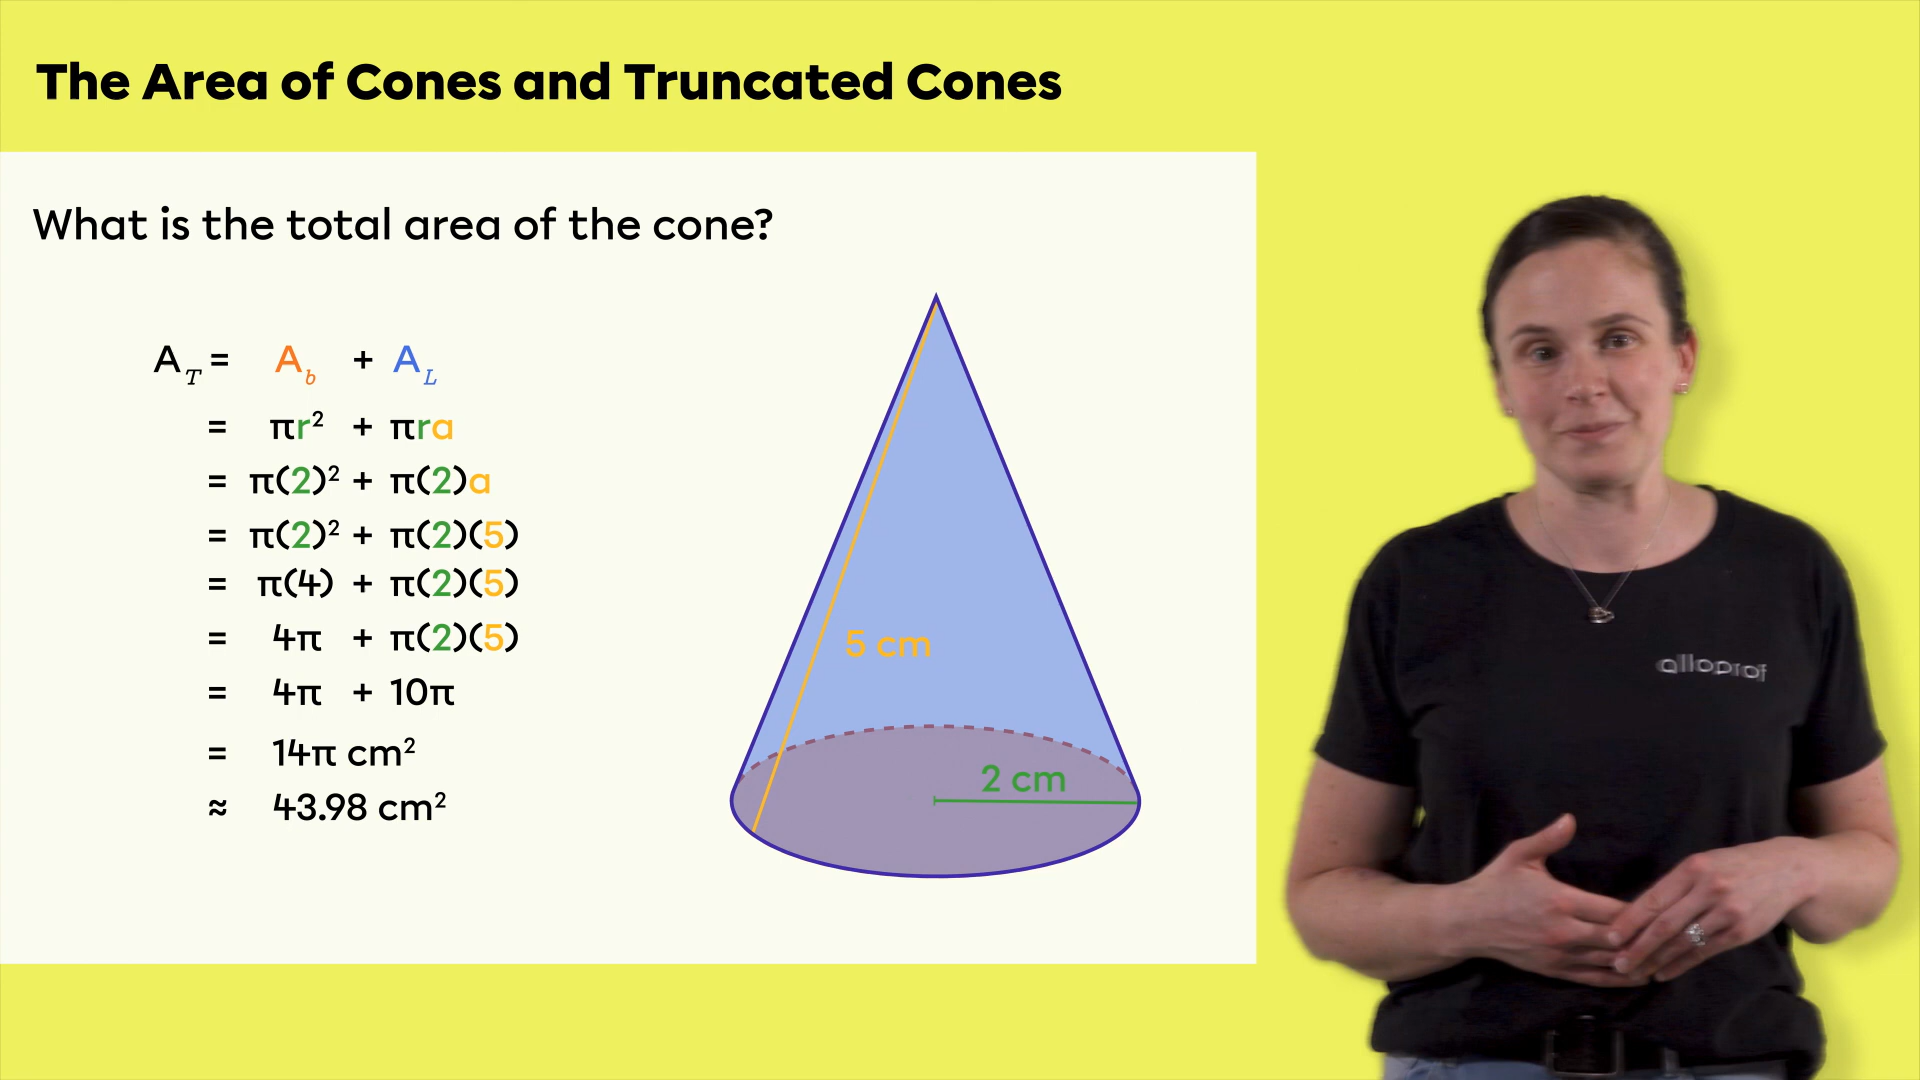 The Area of Cones and Truncated Cones
What is the total area of the cone?
A_T = A_b + A_L
= πr² + πra
= π(2)² + π(2)a
= π(2)² + π(2)(5)
= π(4) + π(2)(5)
= 4π + π(2)(5)
= 4π + 10π
= 14π cm²
≈ 43.98 cm²
5 cm
2 cm
alloprof